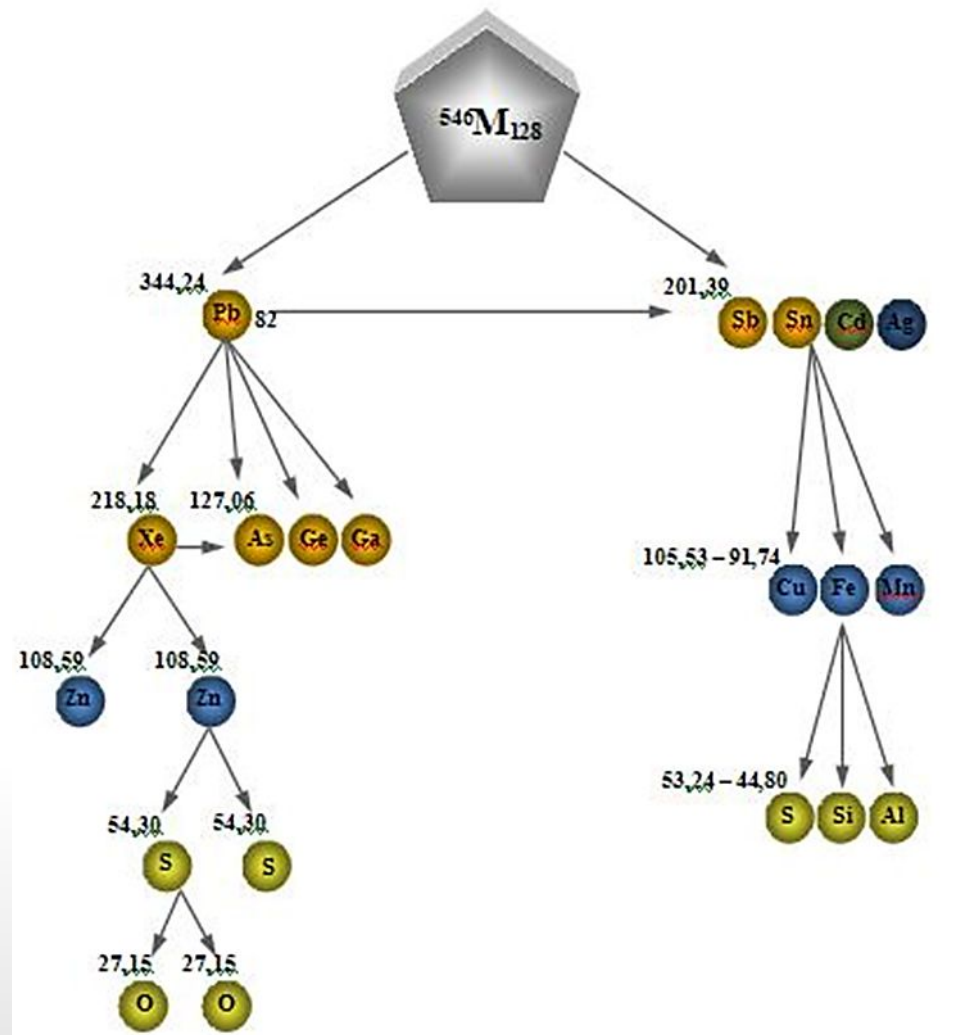 ⁵⁴⁶M₁₂₈
344,24
Pb 82
201,39
Sb Sn Cd Ag
218,18 127,06
Xe As Ge Ga
105,53 – 91,74
Cu Fe Mn
108,59 108,59
Zn Zn
53,24 – 44,80
S Si Al
54,30 54,30
S S
27,15 27,15
O O